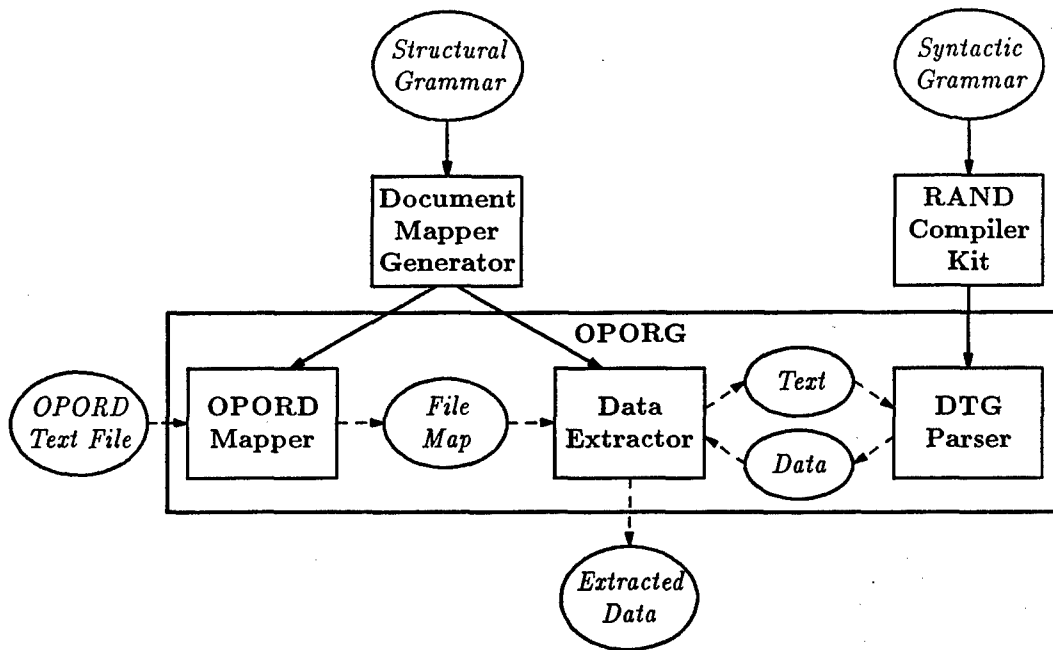 Structural
Grammar
Syntactic
Grammar
Document
Mapper
Generator
RAND
Compiler
Kit
OPORG
OPORD
Text File
OPORD
Mapper
File
Map
Data
Extractor
Text
Data
DTG
Parser
Extracted
Data